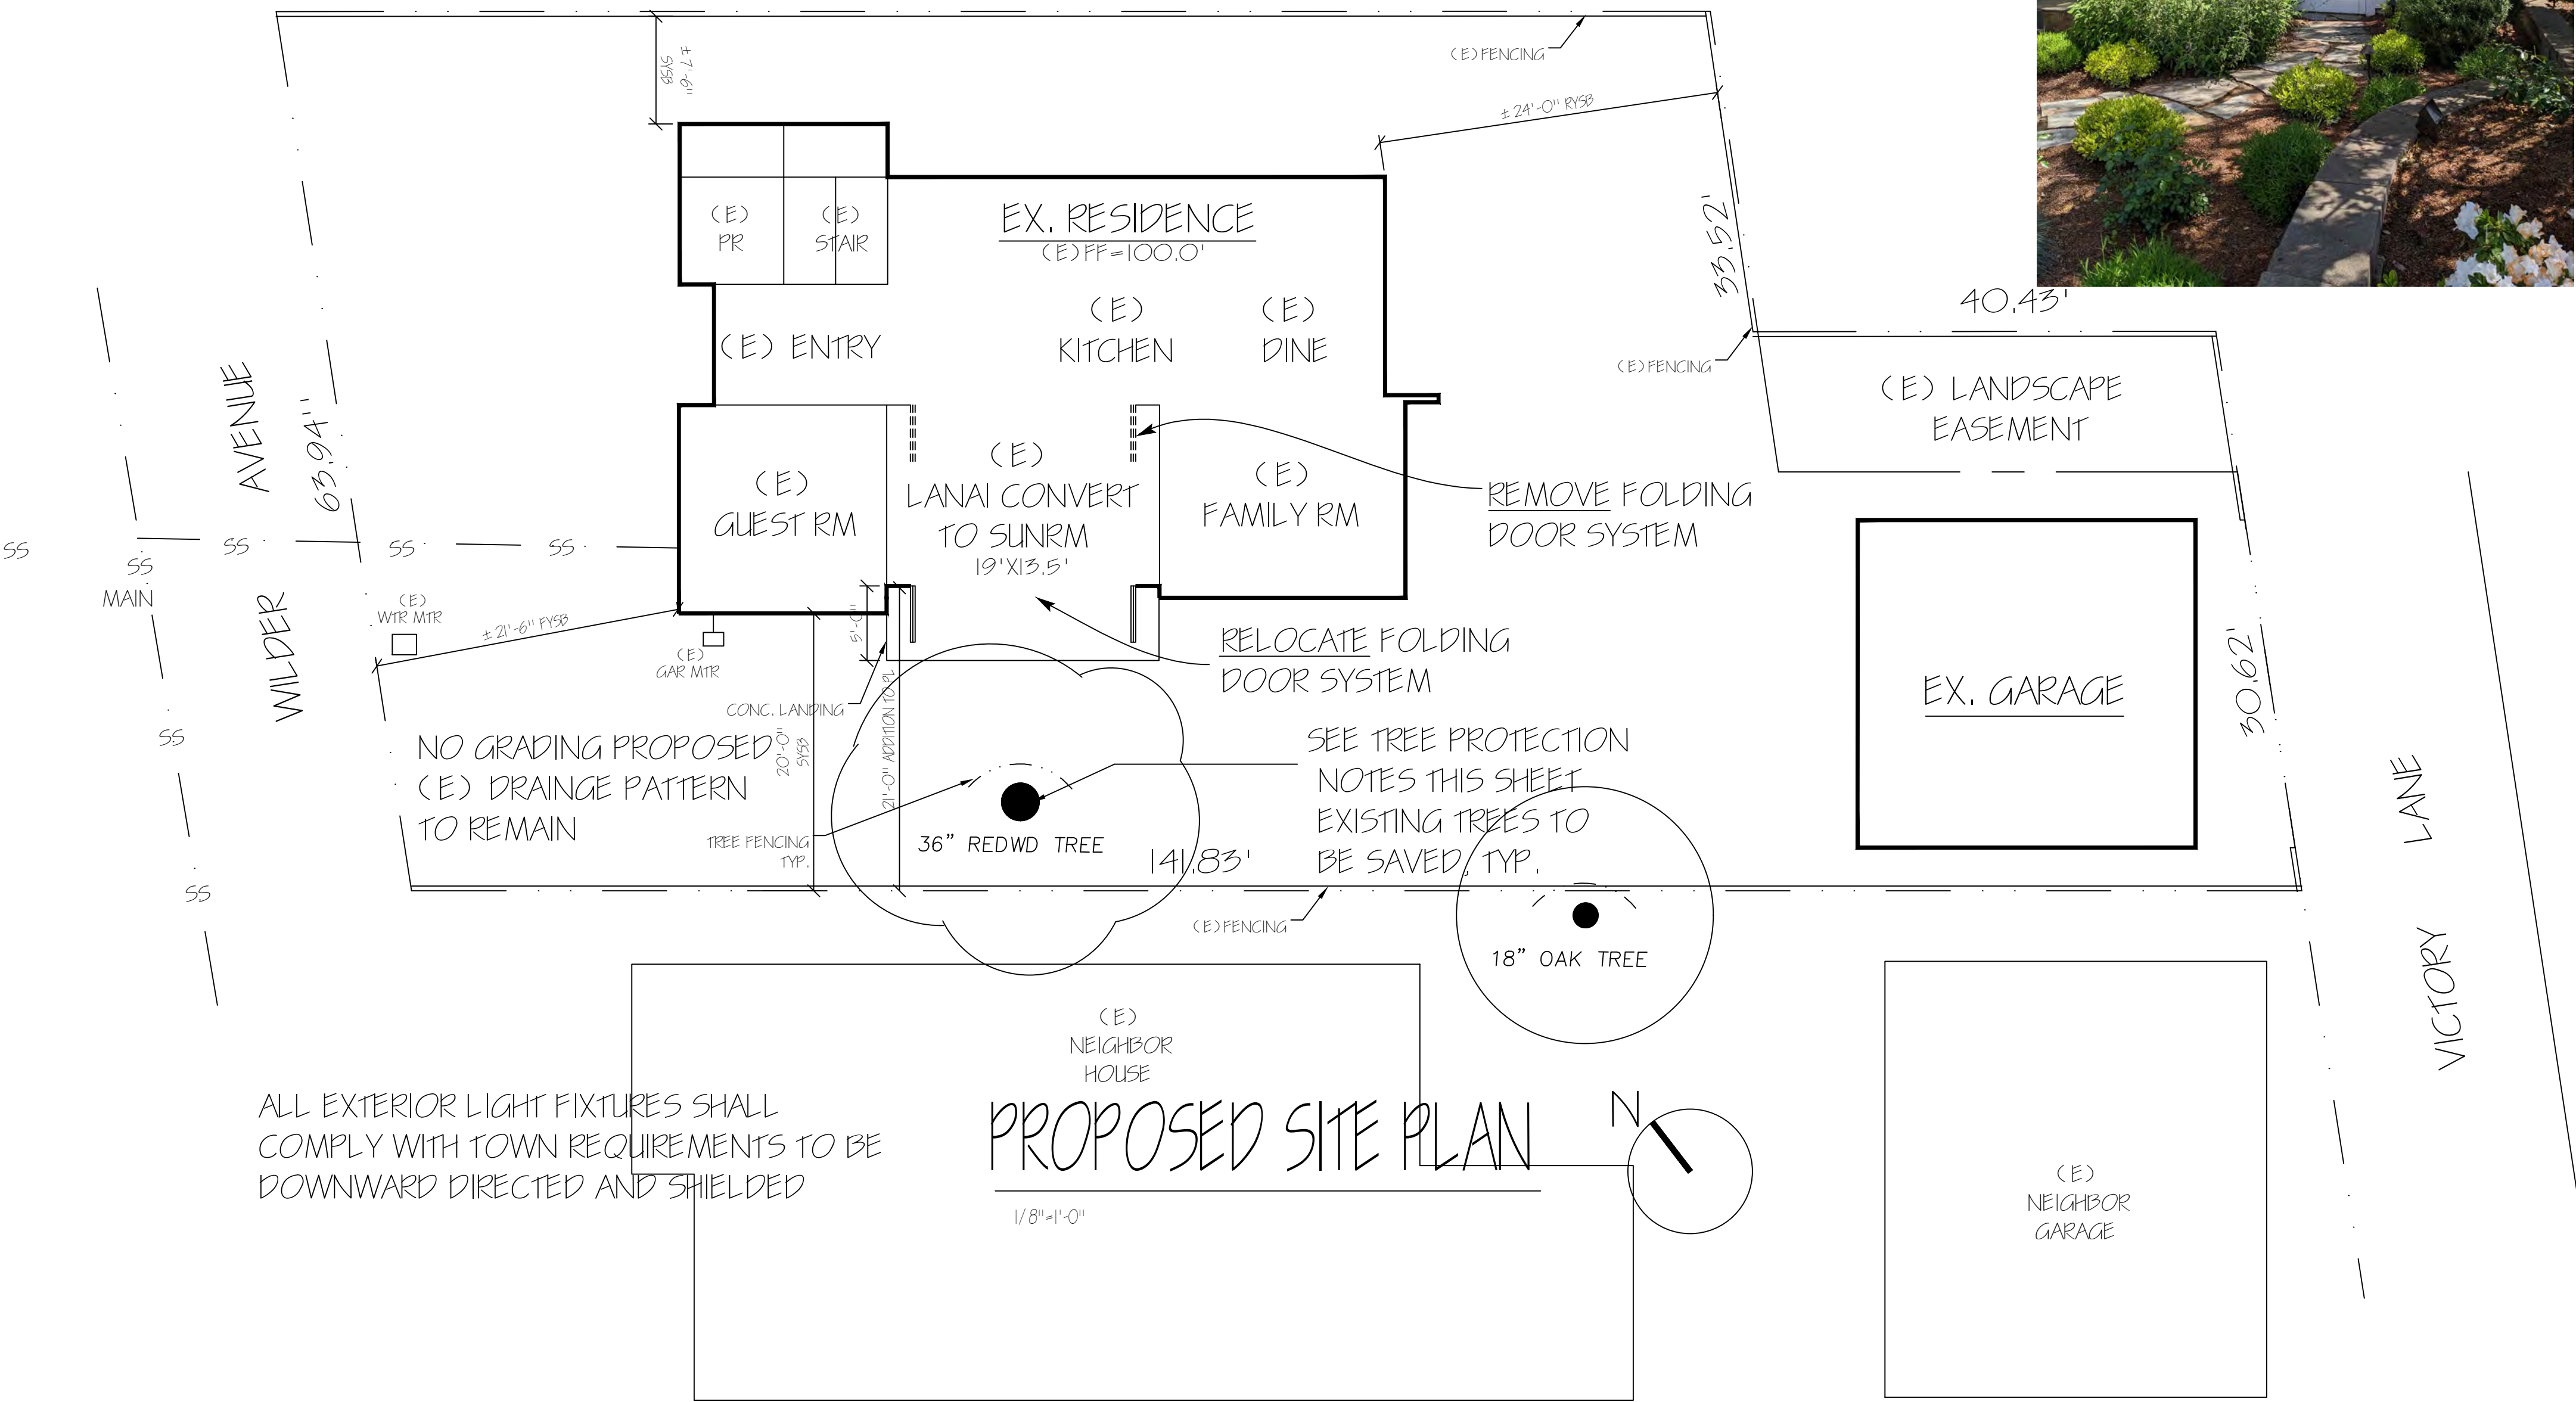 ±7'-6"
SYSB
(E)FENCING
±24'-0" RYSB
33.52'
40.43'
(E)
PR
(E)
STAIR
EX. RESIDENCE
(E)FF=100.0'
(E)
KITCHEN
(E)
DINE
(E) ENTRY
(E)FENCING
(E) LANDSCAPE
EASEMENT
WILDER AVENUE
63.94"
(E)
GUEST RM
(E)
LANAI CONVERT
TO SUNRM
19'X13.5'
(E)
FAMILY RM
REMOVE FOLDING
DOOR SYSTEM
SS
SS
SS
SS
SS
MAIN
(E)
WTR MTR
±21'-6" FYSB
(E)
GAR MTR
5'-0"
RELOCATE FOLDING
DOOR SYSTEM
EX. GARAGE
30.62'
CONC. LANDING
SS
NO GRADING PROPOSED
(E) DRAINGE PATTERN
TO REMAIN
20'-0"
SYSB
21'-0" ADDITION TO PL
SEE TREE PROTECTION
NOTES THIS SHEET
EXISTING TREES TO
BE SAVED, TYP.
TREE FENCING
TYP.
36" REDWD TREE
141.83'
SS
(E)FENCING
18" OAK TREE
VICTORY LANE
(E)
NEIGHBOR
HOUSE
ALL EXTERIOR LIGHT FIXTURES SHALL
COMPLY WITH TOWN REQUIREMENTS TO BE
DOWNWARD DIRECTED AND SHIELDED
PROPOSED SITE PLAN
1/8"=1'-0"
N
(E)
NEIGHBOR
GARAGE